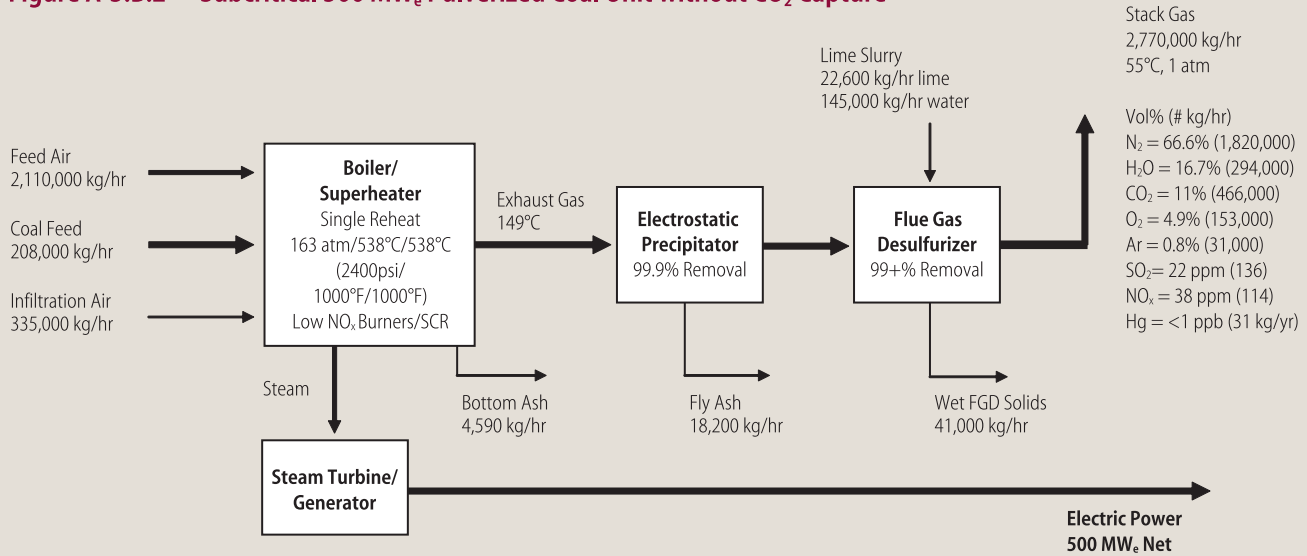 Figure A-3.B.2 Subcritical 500 MWe Pulverized Coal Unit without CO2 Capture
Feed Air
2,110,000 kg/hr
Coal Feed
208,000 kg/hr
Infiltration Air
335,000 kg/hr
Boiler/
Superheater
Single Reheat
163 atm/538°C/538°C
(2400psi/
1000°F/1000°F)
Low NOx Burners/SCR
Steam
Steam Turbine/
Generator
Bottom Ash
4,590 kg/hr
Exhaust Gas
149°C
Electrostatic
Precipitator
99.9% Removal
Fly Ash
18,200 kg/hr
Lime Slurry
22,600 kg/hr lime
145,000 kg/hr water
Flue Gas
Desulfurizer
99+% Removal
Wet FGD Solids
41,000 kg/hr
Stack Gas
2,770,000 kg/hr
55°C, 1 atm
Vol% (# kg/hr)
N2 = 66.6% (1,820,000)
H2O = 16.7% (294,000)
CO2 = 11% (466,000)
O2 = 4.9% (153,000)
Ar = 0.8% (31,000)
SO2= 22 ppm (136)
NOx = 38 ppm (114)
Hg = <1 ppb (31 kg/yr)
Electric Power
500 MWe Net